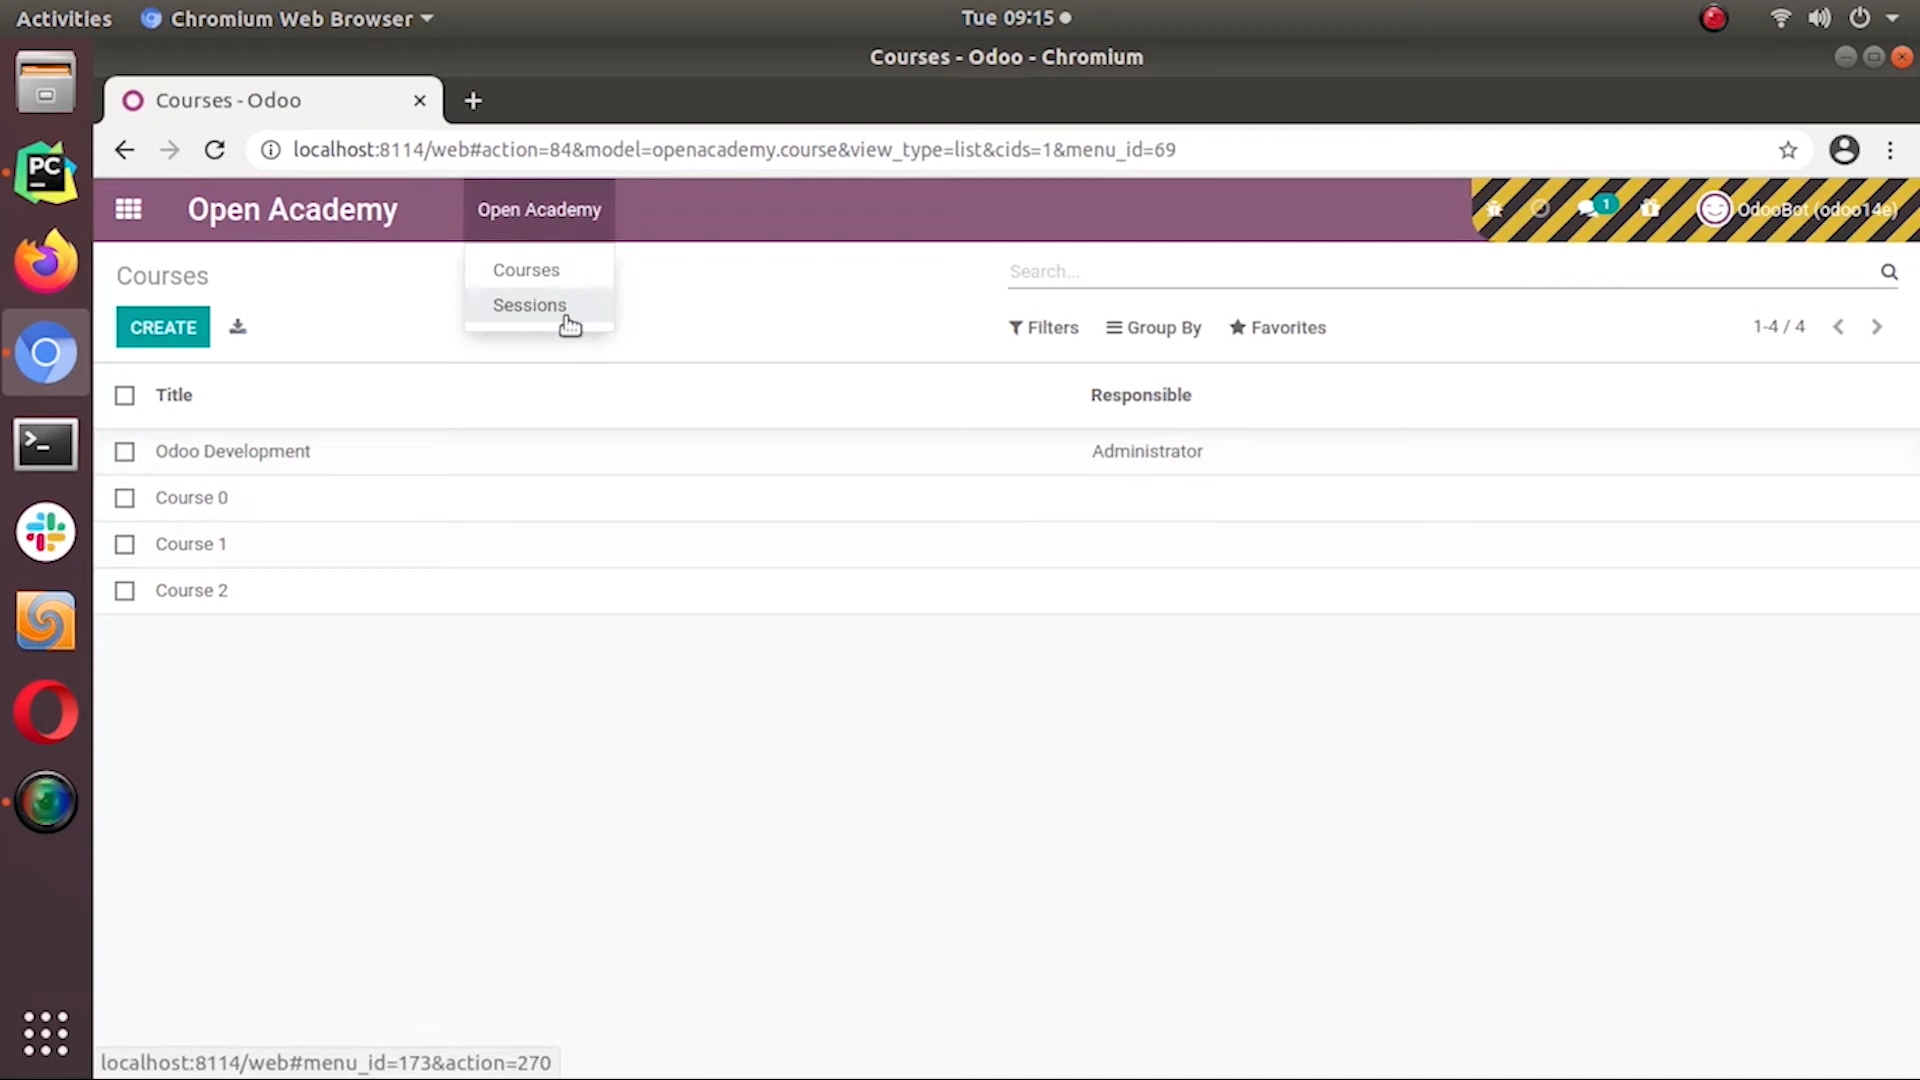 Activities
Chromium Web Browser
Tue 09:15
Courses - Odoo - Chromium
Courses - Odoo
localhost:8114/web#action=84&model=openacademy.course&view_type=list&cids=1&menu_id=69
Open Academy
Open Academy
1
OdooBot (odoo14e)
Courses
Courses
Search...
Sessions
CREATE
Filters
Group By
Favorites
1-4 / 4
Title
Responsible
Odoo Development
Administrator
Course 0
Course 1
Course 2
PC
localhost:8114/web#menu_id=173&action=270